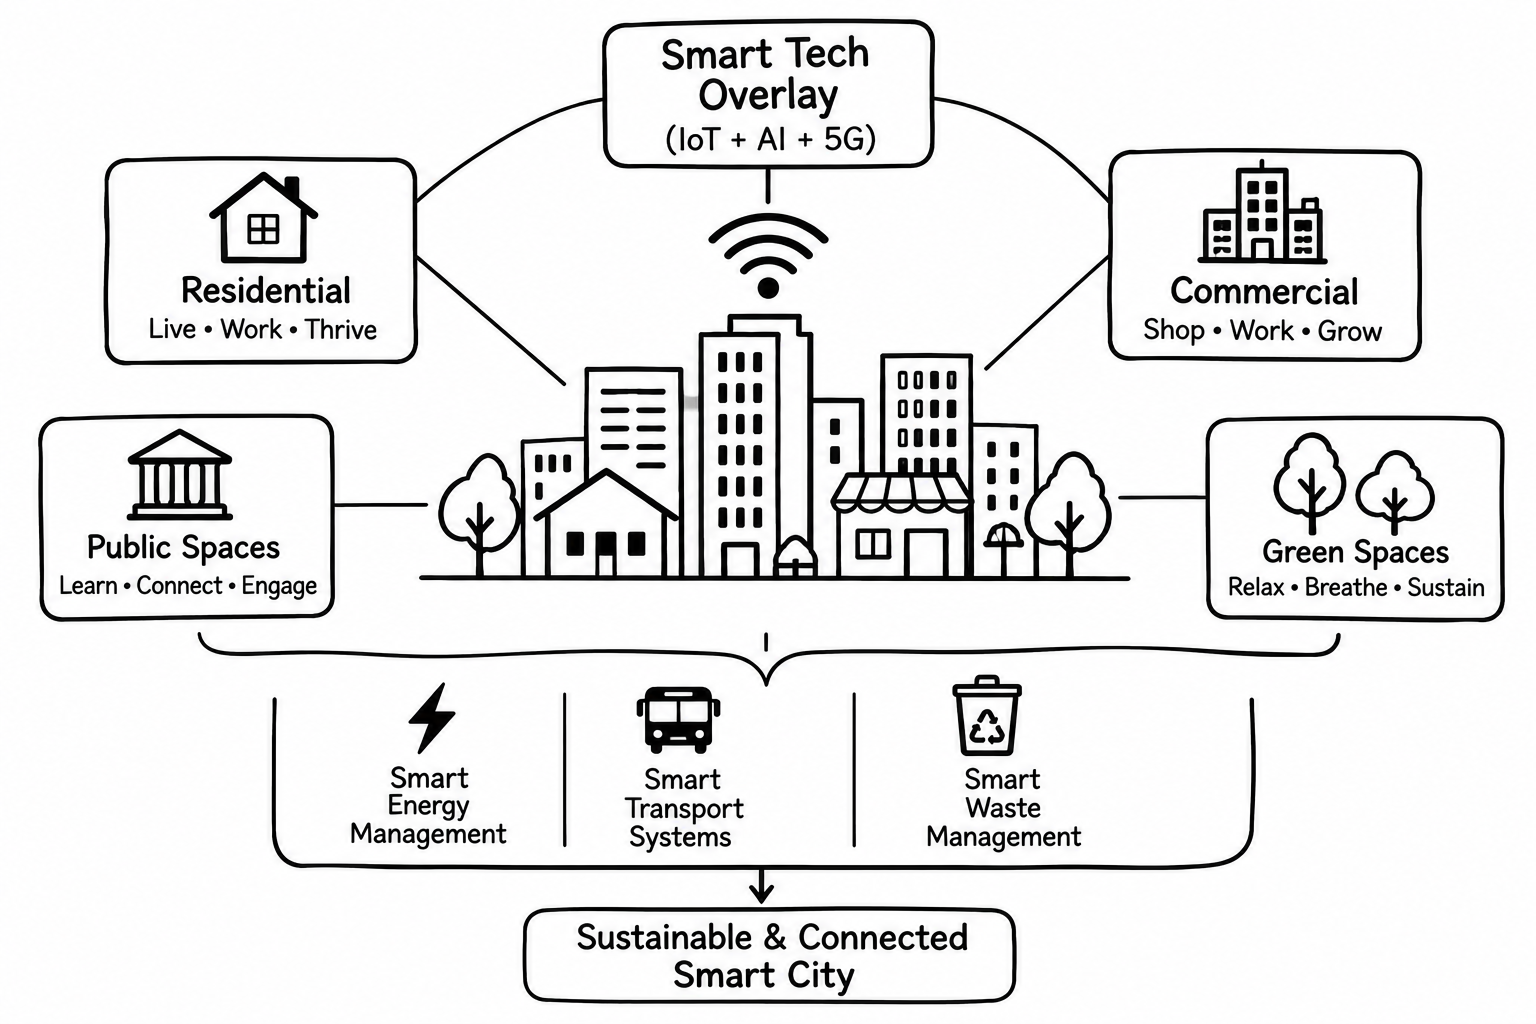 Smart Tech
Overlay
(IoT + AI + 5G)
Residential
Live • Work • Thrive
Commercial
Shop • Work • Grow
Public Spaces
Learn • Connect • Engage
Green Spaces
Relax • Breathe • Sustain
Smart
Energy
Management
Smart
Transport
Systems
Smart
Waste
Management
Sustainable & Connected
Smart City